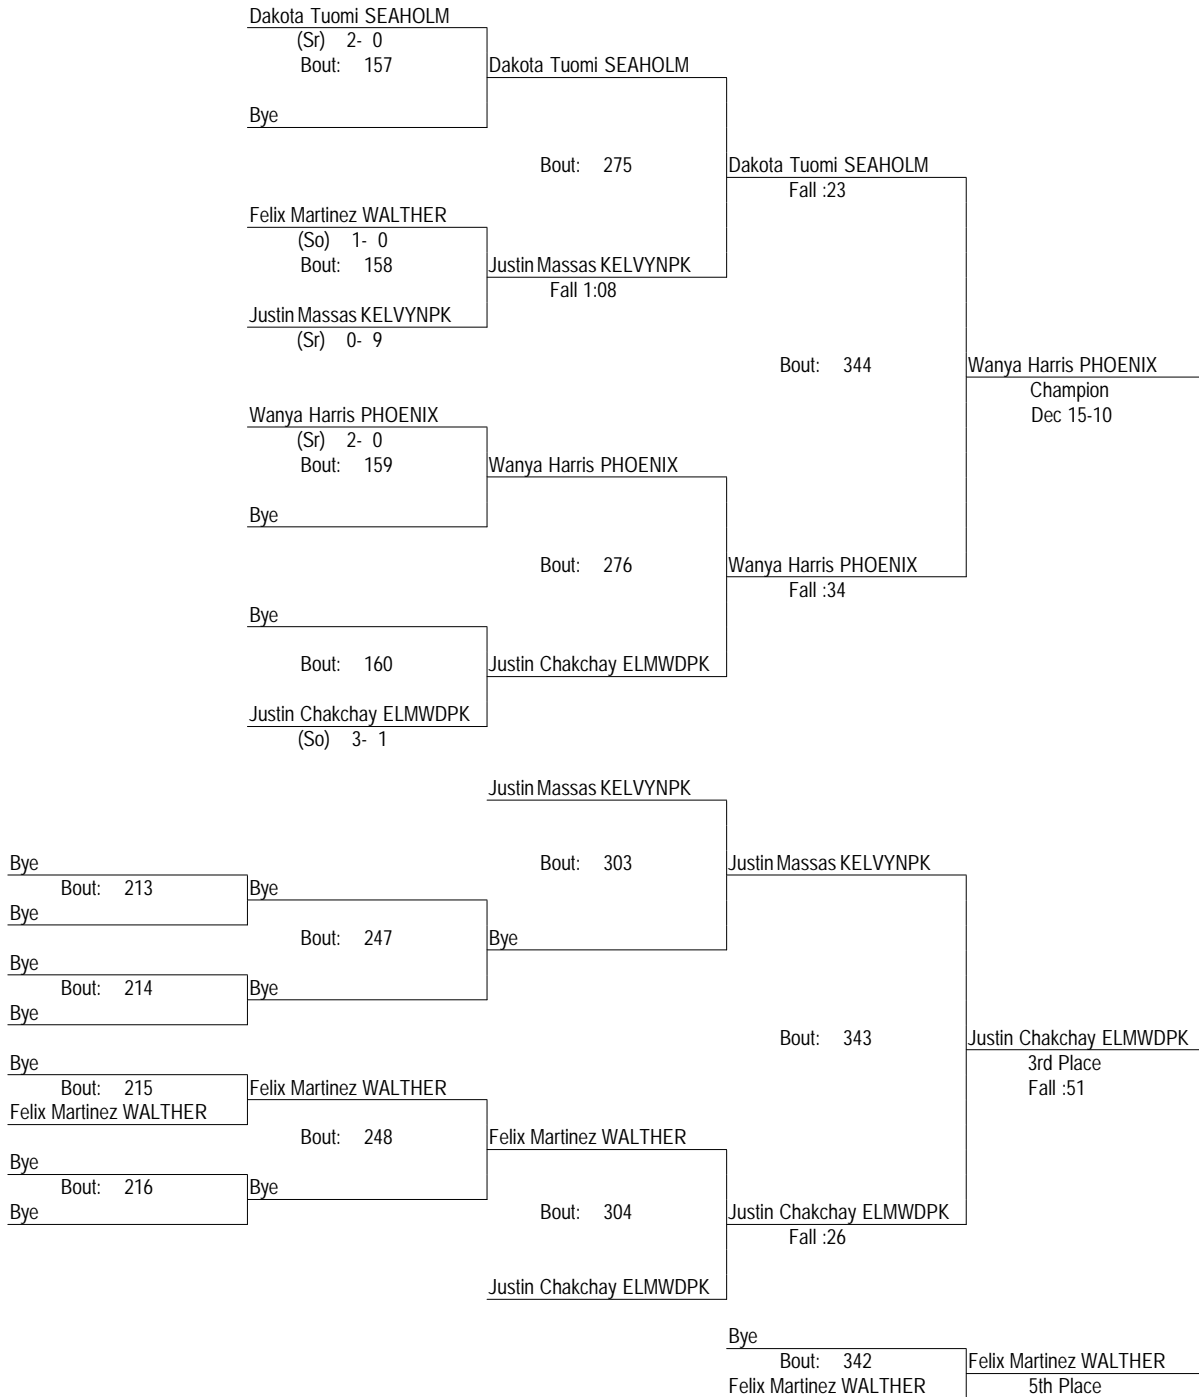 Dakota Tuomi SEAHOLM
(Sr) 2- 0
Bout: 157
Dakota Tuomi SEAHOLM
Bye
Bout: 275
Dakota Tuomi SEAHOLM
Fall :23
Felix Martinez WALTHER
(So) 1- 0
Bout: 158
Justin Massas KELVYNPK
Fall 1:08
Justin Massas KELVYNPK
(Sr) 0- 9
Bout: 344
Wanya Harris PHOENIX
Champion
Dec 15-10
Wanya Harris PHOENIX
(Sr) 2- 0
Bout: 159
Wanya Harris PHOENIX
Bye
Bout: 276
Wanya Harris PHOENIX
Fall :34
Bye
Bout: 160
Justin Chakchay ELMWDPK
Justin Chakchay ELMWDPK
(So) 3- 1
Justin Massas KELVYNPK
Bye
Bout: 303
Justin Massas KELVYNPK
Bout: 213
Bye
Bye
Bout: 247
Bye
Bye
Bout: 214
Bye
Bye
Bout: 343
Justin Chakchay ELMWDPK
3rd Place
Fall :51
Bye
Bout: 215
Felix Martinez WALTHER
Felix Martinez WALTHER
Bout: 248
Felix Martinez WALTHER
Bye
Bout: 216
Bye
Bye
Bout: 304
Justin Chakchay ELMWDPK
Fall :26
Justin Chakchay ELMWDPK
Bye
Bout: 342
Felix Martinez WALTHER
Felix Martinez WALTHER
5th Place